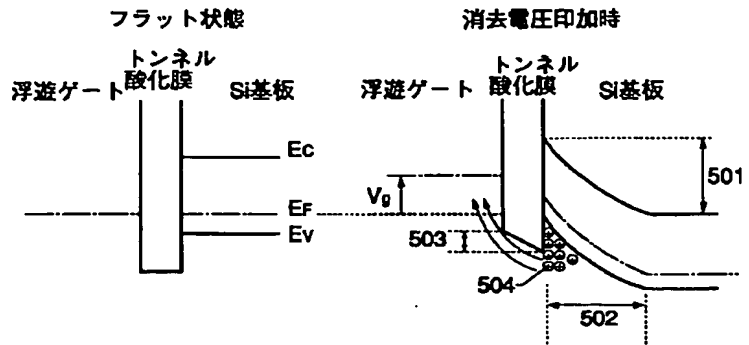 フラット状態
トンネル
酸化膜
浮遊ゲート
Si基板
EC
EF
EV
消去電圧印加時
トンネル
酸化膜
浮遊ゲート
Si基板
Vg
501
503
504
502